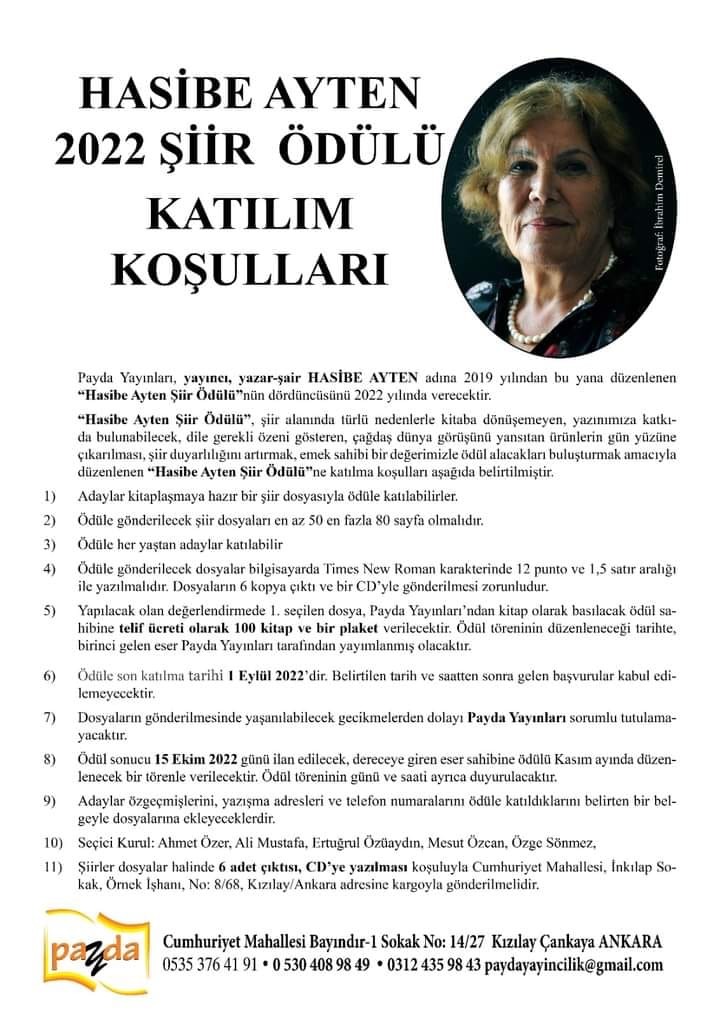 HASİBE AYTEN
2022 ŞİİR ÖDÜLÜ
KATILIM
KOŞULLARI
Fotoğraf: İbrahim Demirel
Payda Yayınları, yayıncı, yazar-şair HASİBE AYTEN adına 2019 yılından bu yana düzenlenen
“Hasibe Ayten Şiir Ödülü”nün dördüncüsünü 2022 yılında verecektir.
“Hasibe Ayten Şiir Ödülü”, şiir alanında türlü nedenlerle kitaba dönüşemeyen, yazınımıza katkı-
da bulunabilecek, dile gerekli özeni gösteren, çağdaş dünya görüşünü yansıtan ürünlerin gün yüzüne
çıkarılması, şiir duyarlılığını artırmak, emek sahibi bir değerimizle ödül alacakları buluşturmak amacıyla
düzenlenen “Hasibe Ayten Şiir Ödülü”ne katılma koşulları aşağıda belirtilmiştir.
1) Adaylar kitaplaşmaya hazır bir şiir dosyasıyla ödüle katılabilirler.
2) Ödüle gönderilecek şiir dosyaları en az 50 en fazla 80 sayfa olmalıdır.
3) Ödüle her yaştan adaylar katılabilir
4) Ödüle gönderilecek dosyalar bilgisayarda Times New Roman karakterinde 12 punto ve 1,5 satır aralığı
ile yazılmalıdır. Dosyaların 6 kopya çıktı ve bir CD’yle gönderilmesi zorunludur.
5) Yapılacak olan değerlendirmede 1. seçilen dosya, Payda Yayınları’ndan kitap olarak basılacak ödül sa-
hibine telif ücreti olarak 100 kitap ve bir plaket verilecektir. Ödül töreninin düzenleneceği tarihte,
birinci gelen eser Payda Yayınları tarafından yayımlanmış olacaktır.
6) Ödüle son katılma tarihi 1 Eylül 2022’dir. Belirtilen tarih ve saatten sonra gelen başvurular kabul edi-
lemeyecektir.
7) Dosyaların gönderilmesinde yaşanılabilecek gecikmelerden dolayı Payda Yayınları sorumlu tutulama-
yacaktır.
8) Ödül sonucu 15 Ekim 2022 günü ilan edilecek, dereceye giren eser sahibine ödülü Kasım ayında düzen-
lenecek bir törenle verilecektir. Ödül töreninin günü ve saati ayrıca duyurulacaktır.
9) Adaylar özgeçmişlerini, yazışma adresleri ve telefon numaralarını ödüle katıldıklarını belirten bir bel-
geyle dosyalarına ekleyeceklerdir.
10) Seçici Kurul: Ahmet Özer, Ali Mustafa, Ertuğrul Özüaydın, Mesut Özcan, Özge Sönmez,
11) Şiirler dosyalar halinde 6 adet çıktısı, CD’ye yazılması koşuluyla Cumhuriyet Mahallesi, İnkılap So-
kak, Örnek İşhanı, No: 8/68, Kızılay/Ankara adresine kargoyla gönderilmelidir.
payda
Cumhuriyet Mahallesi Bayındır-1 Sokak No: 14/27 Kızılay Çankaya ANKARA
0535 376 41 91 • 0 530 408 98 49 • 0312 435 98 43 paydayayincilik@gmail.com